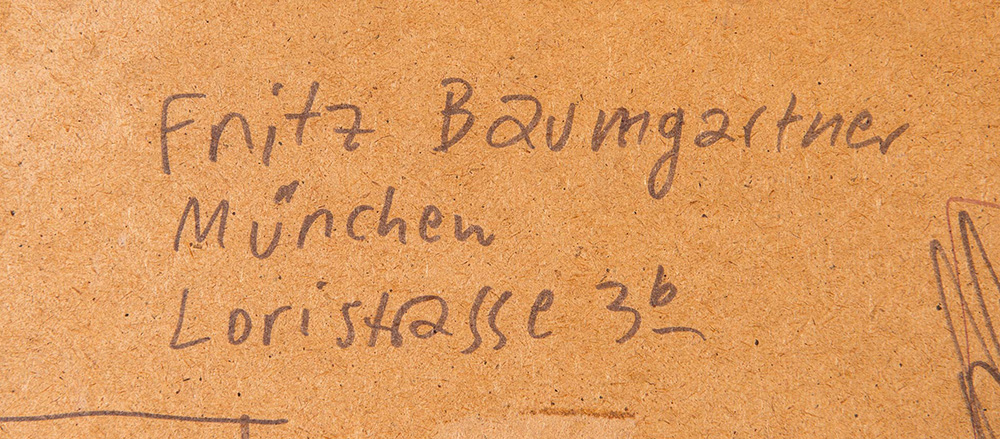 Fritz Baumgartner
München
Loristrasse 3b